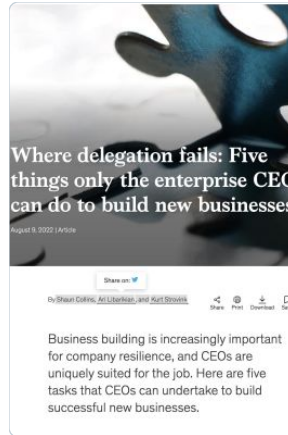 Where delegation fails: Five
things only the enterprise CEO
can do to build new businesses
August 9, 2022 | Article
Share on:
By Shaun Collins, Ari Libarikian, and Kurt Strovink
Share Print Download
Business building is increasingly important
for company resilience, and CEOs are
uniquely suited for the job. Here are five
tasks that CEOs can undertake to build
successful new businesses.